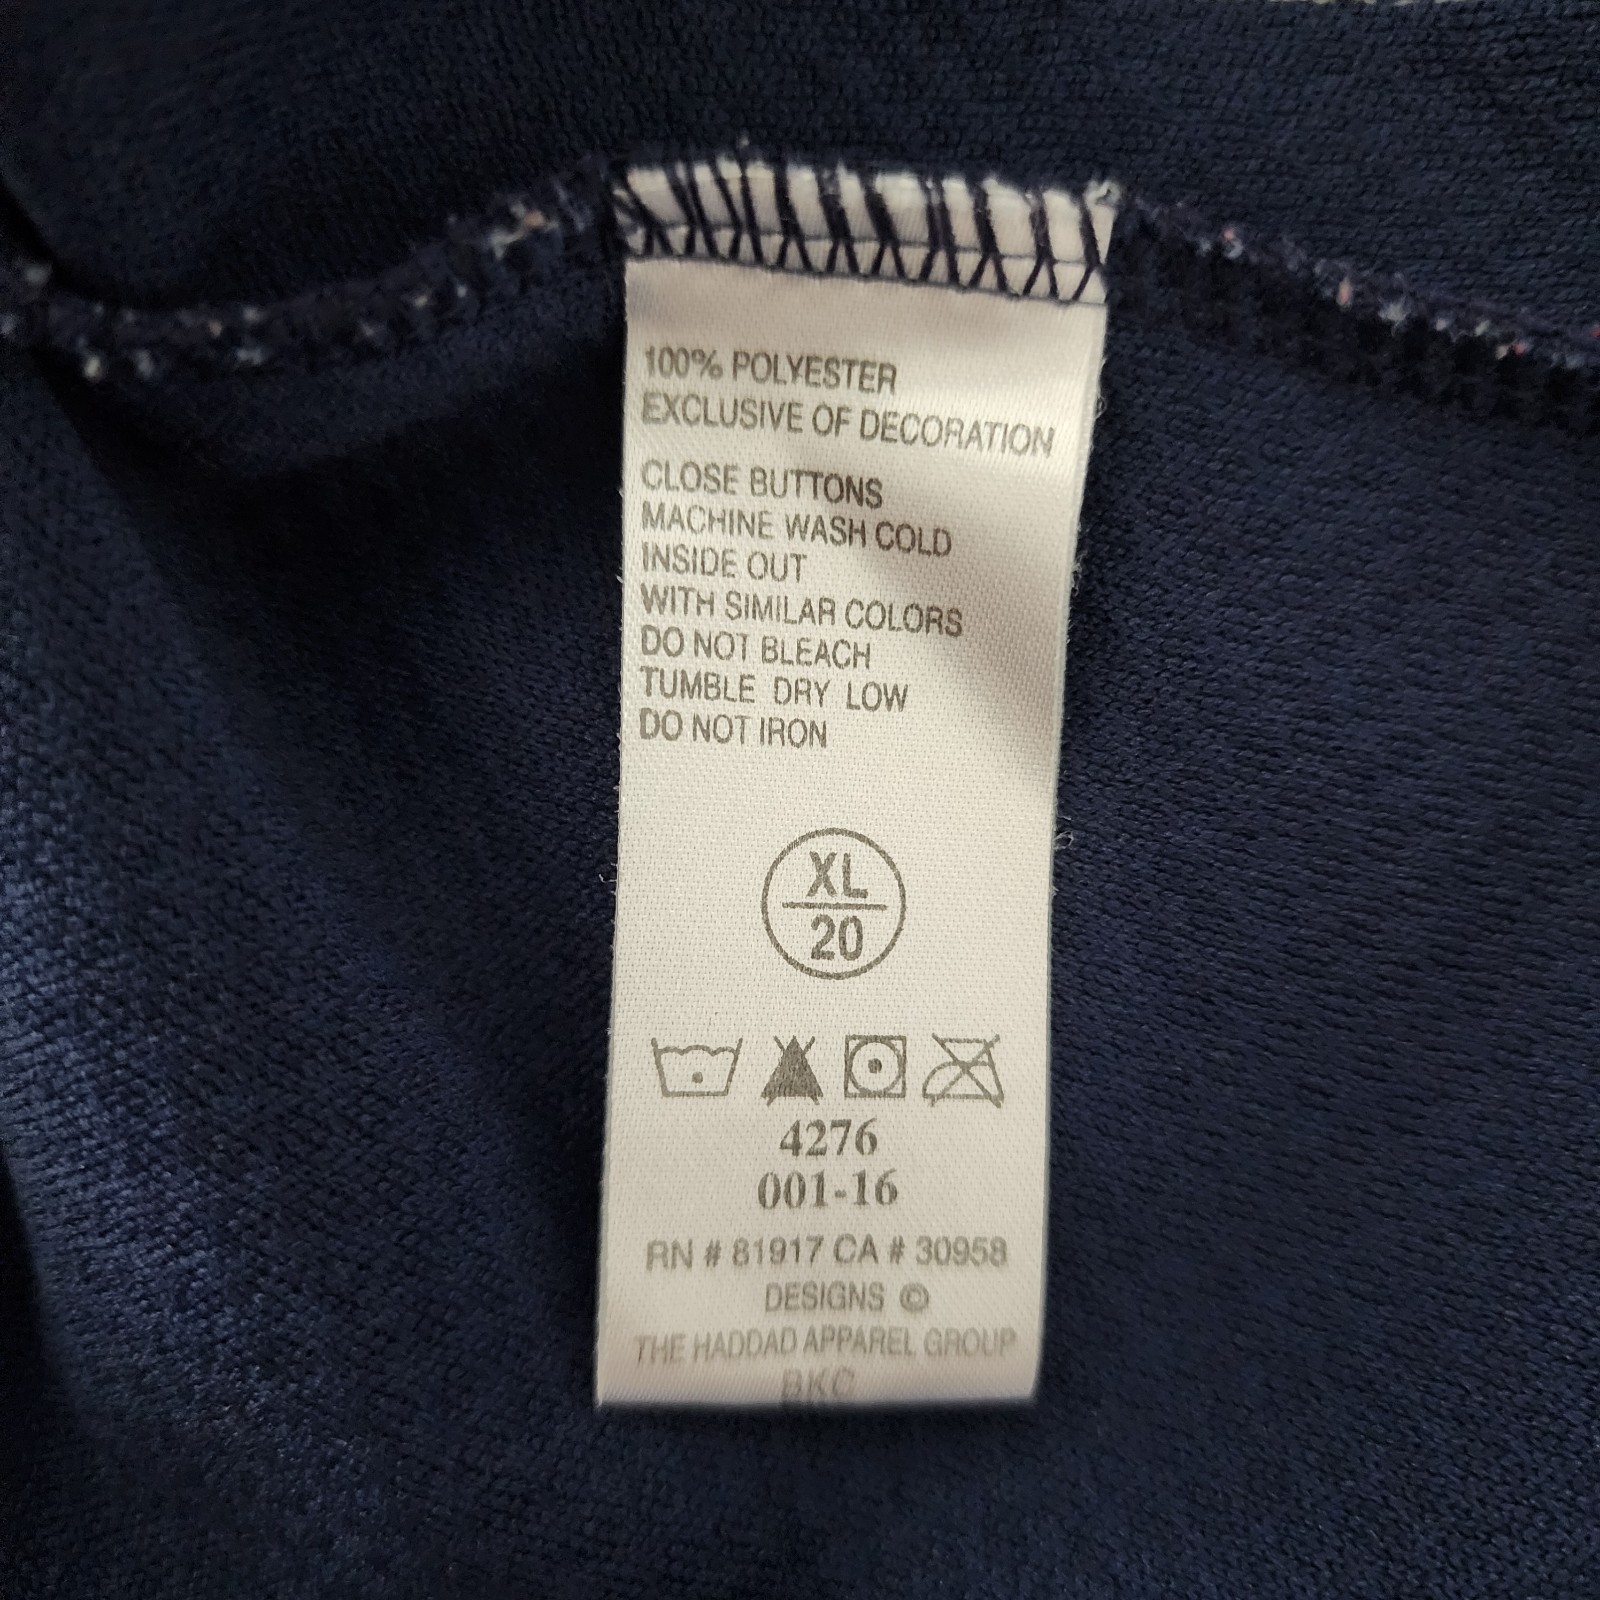 100% POLYESTER
EXCLUSIVE OF DECORATION
CLOSE BUTTONS
MACHINE WASH COLD
INSIDE OUT
WITH SIMILAR COLORS
DO NOT BLEACH
TUMBLE DRY LOW
DO NOT IRON
XL
20
4276
001-16
RN # 81917 CA # 30958
DESIGNS ©
THE HADDAD APPAREL GROUP
BKC